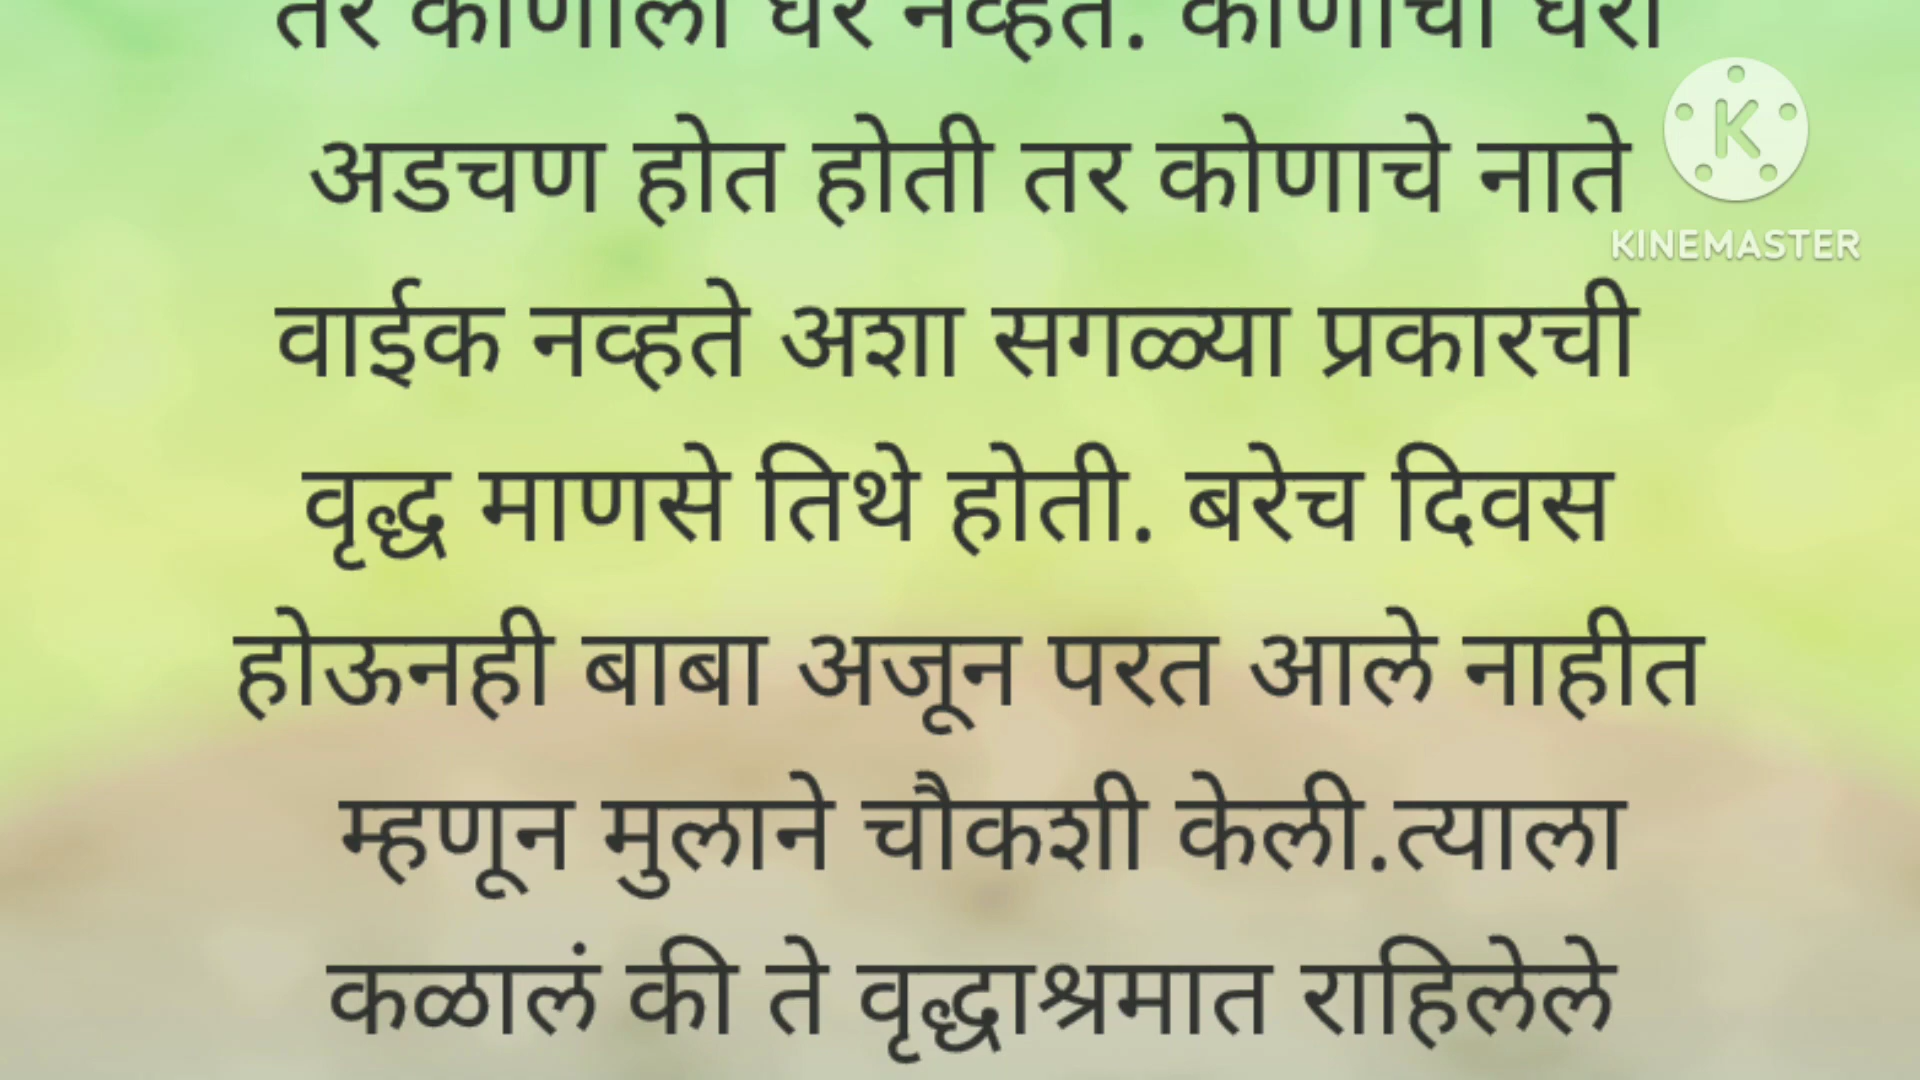 तर कोणाला घर नव्हते. कोणाची घरी
अडचण होत होती तर कोणाचे नाते
वाईक नव्हते अशा सगळ्या प्रकारची
वृद्ध माणसे तिथे होती. बरेच दिवस
होऊनही बाबा अजून परत आले नाहीत
म्हणून मुलाने चौकशी केली.त्याला
कळालं की ते वृद्धाश्रमात राहिलेले
KINEMASTER